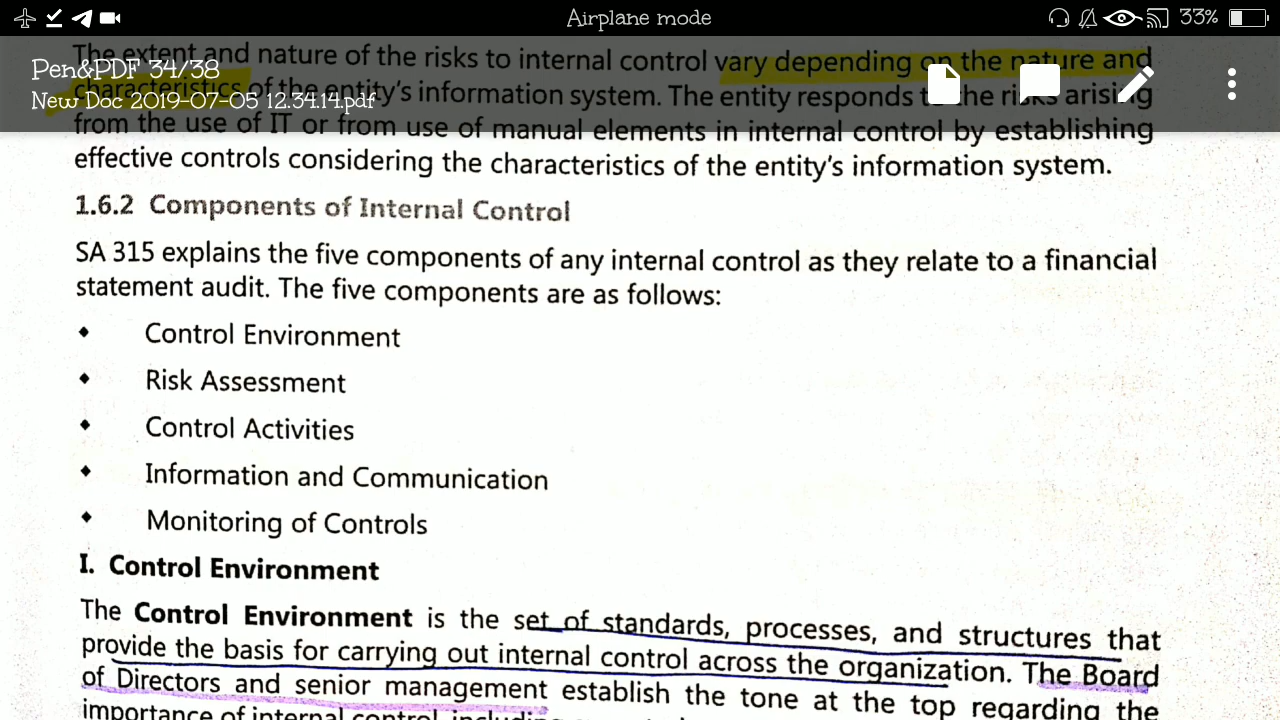 Airplane mode
33%
The extent and nature of the risks to internal control vary depending on the nature and
Pen&PDF 34/38
characteristics of the entity's information system. The entity responds to the risks arising
New Doc 2019-07-05 12.34.14.pdf
from the use of IT or from use of manual elements in internal control by establishing
effective controls considering the characteristics of the entity's information system.
1.6.2 Components of Internal Control
SA 315 explains the five components of any internal control as they relate to a financial
statement audit. The five components are as follows:
♦ Control Environment
♦ Risk Assessment
♦ Control Activities
♦ Information and Communication
♦ Monitoring of Controls
I. Control Environment
The Control Environment is the set of standards, processes, and structures that
provide the basis for carrying out internal control across the organization. The Board
of Directors and senior management establish the tone at the top regarding the
importance of internal control, including